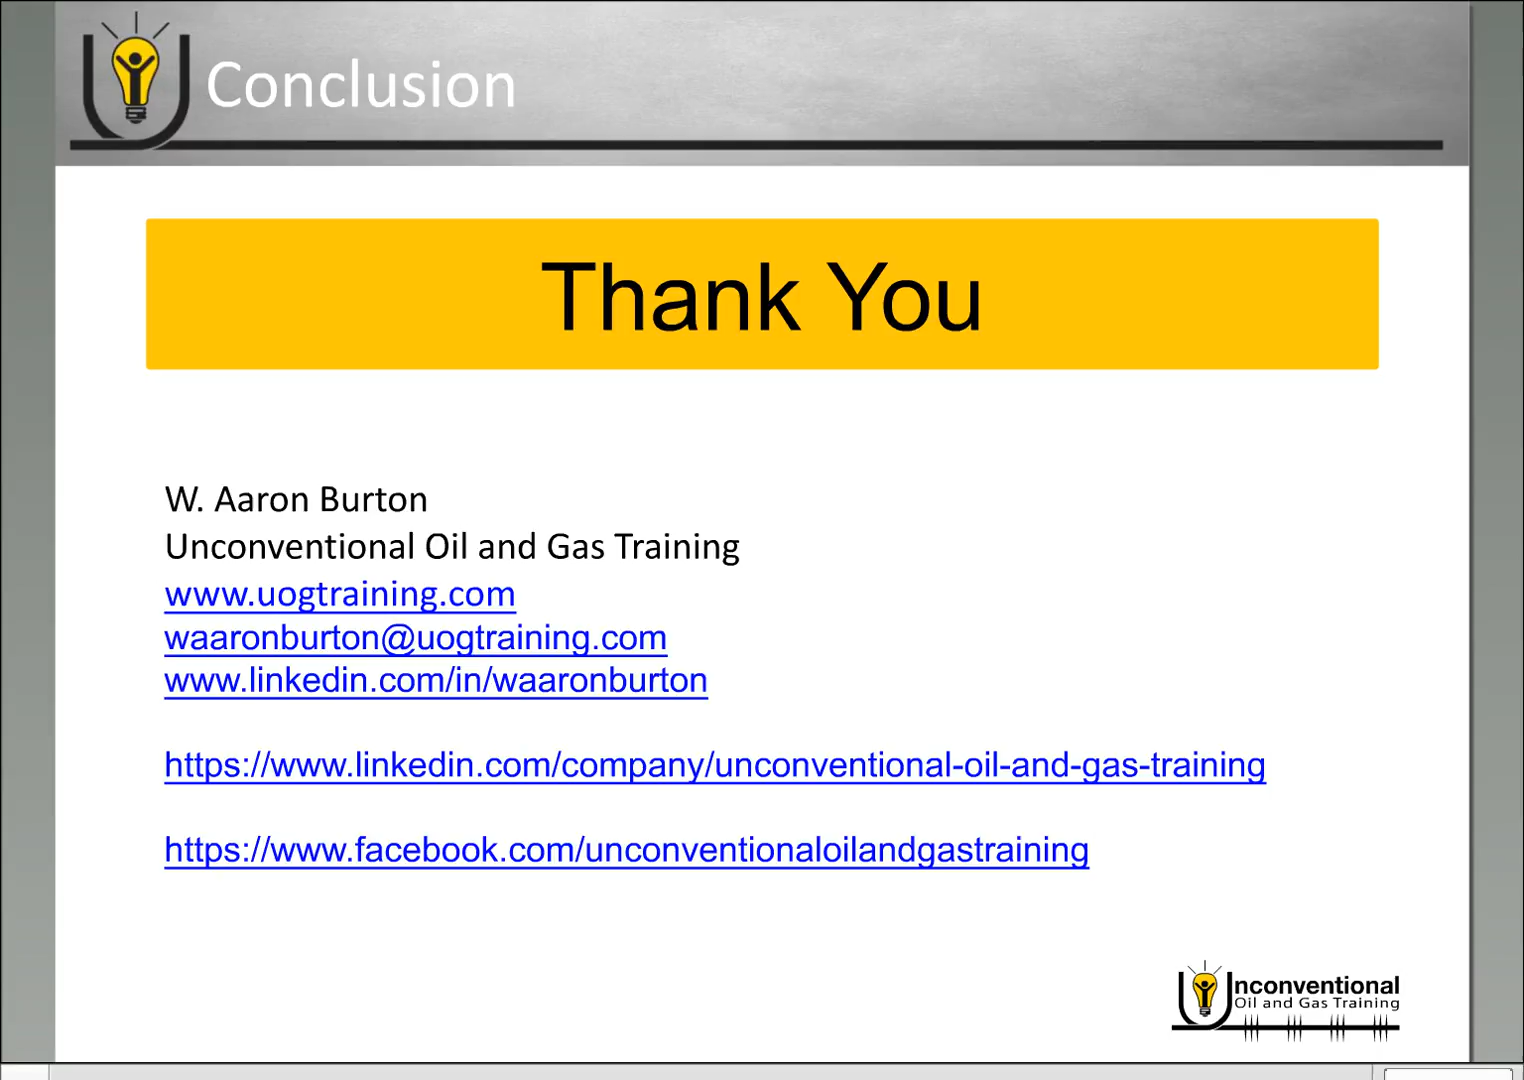 Conclusion
Thank You
W. Aaron Burton
Unconventional Oil and Gas Training
www.uogtraining.com
waaronburton@uogtraining.com
www.linkedin.com/in/waaronburton
https://www.linkedin.com/company/unconventional-oil-and-gas-training
https://www.facebook.com/unconventionaloilandgastraining
Unconventional
Oil and Gas Training